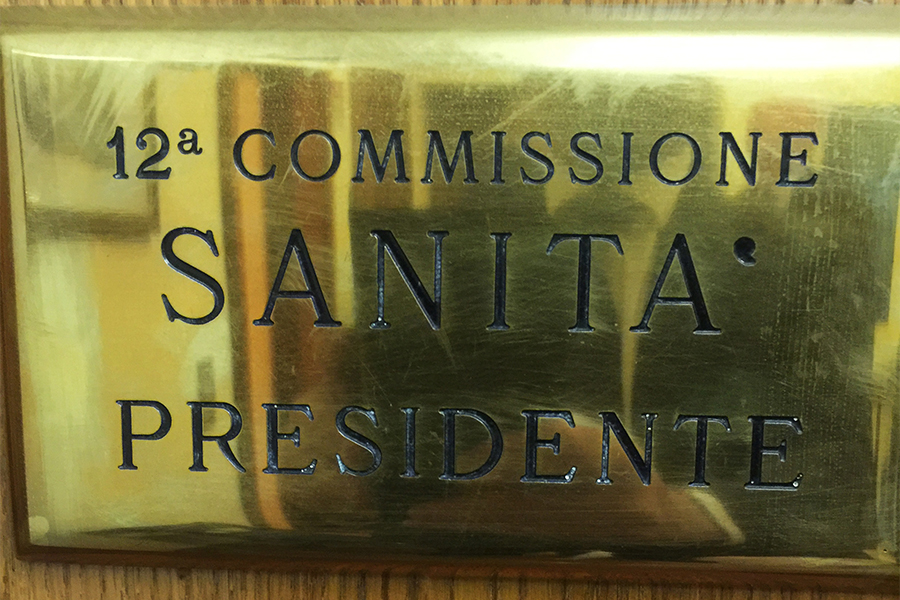 12ª COMMISSIONE
SANITA'
PRESIDENTE